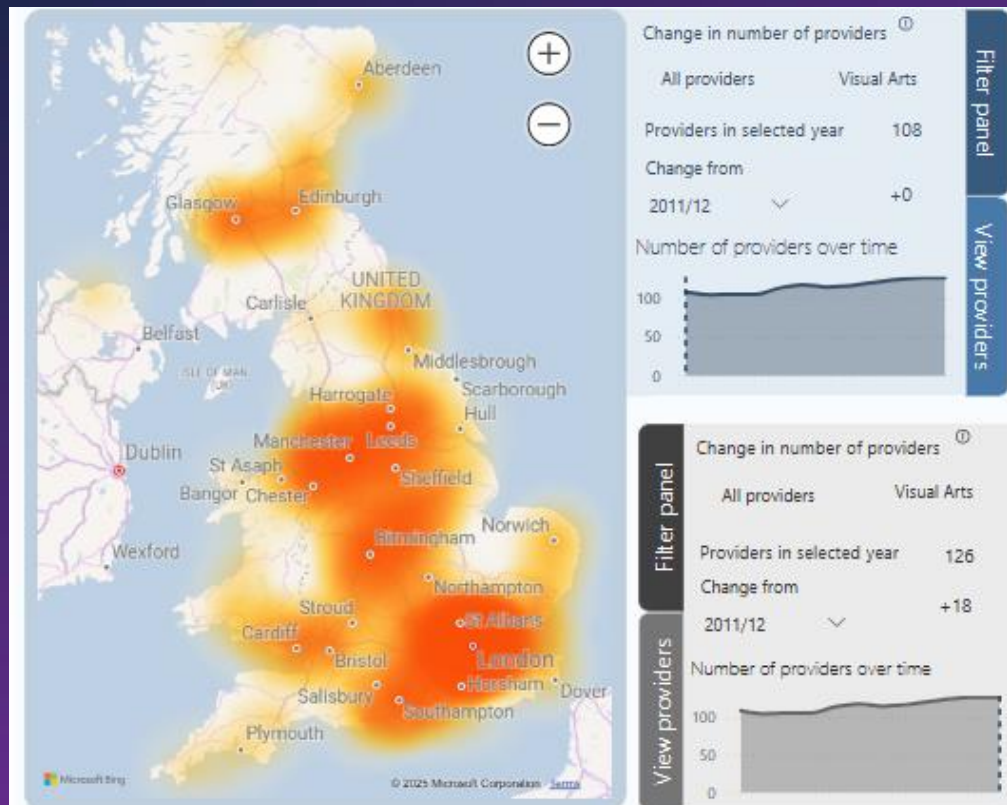 Aberdeen
Glasgow
Edinburgh
UNITED
KINGDOM
Carlisle
Belfast
ISLE OF MAN
(UK)
Middlesbrough
Scarborough
Harrogate
Hull
Manchester
Leeds
Dublin
St Asaph
Sheffield
Bangor
Chester
Norwich
Wexford
Birmingham
Northampton
Stroud
St Albans
Cardiff
Bristol
London
Salisbury
Horsham
Dover
Southampton
Plymouth
Microsoft Bing
© 2025 Microsoft Corporation Terms
Change in number of providers
All providers Visual Arts
Providers in selected year 108
Change from
2011/12 +0
Number of providers over time
100
50
0
Filter panel
View providers
Change in number of providers
All providers Visual Arts
Providers in selected year 126
Change from
2011/12 +18
Number of providers over time
100
50
0
Filter panel
View providers